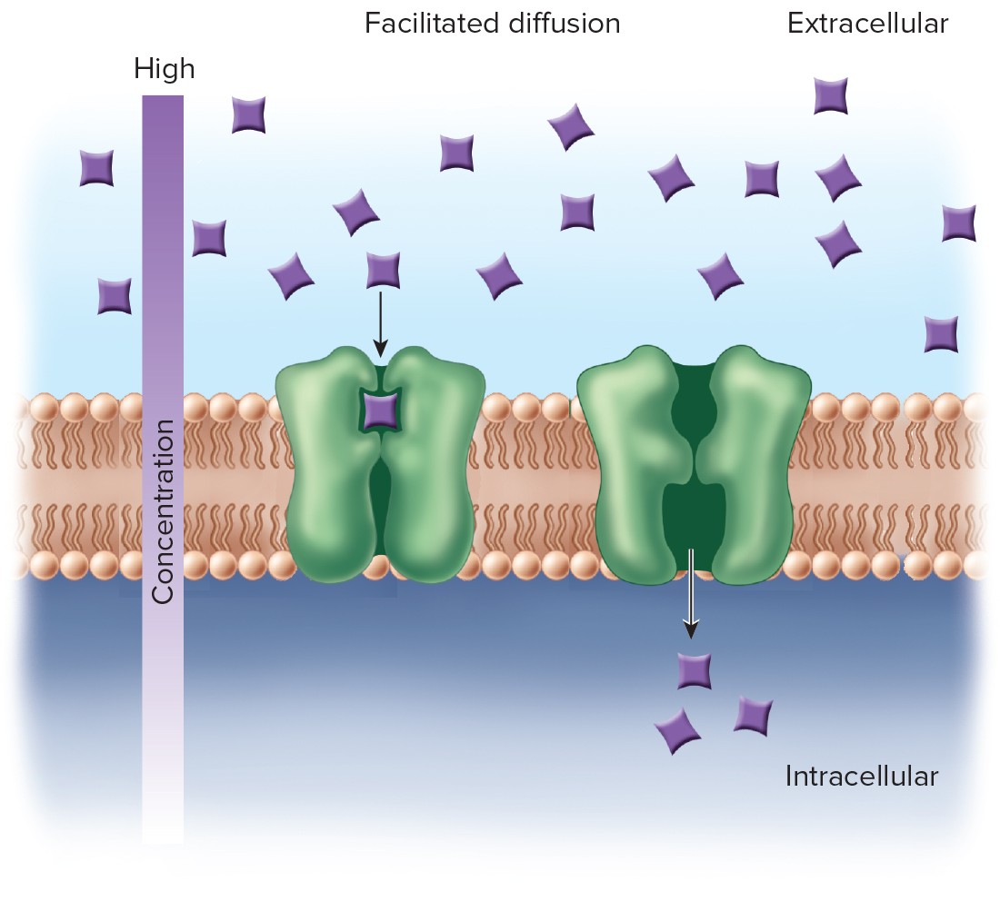 Facilitated diffusion
Extracellular
High
Concentration
Intracellular